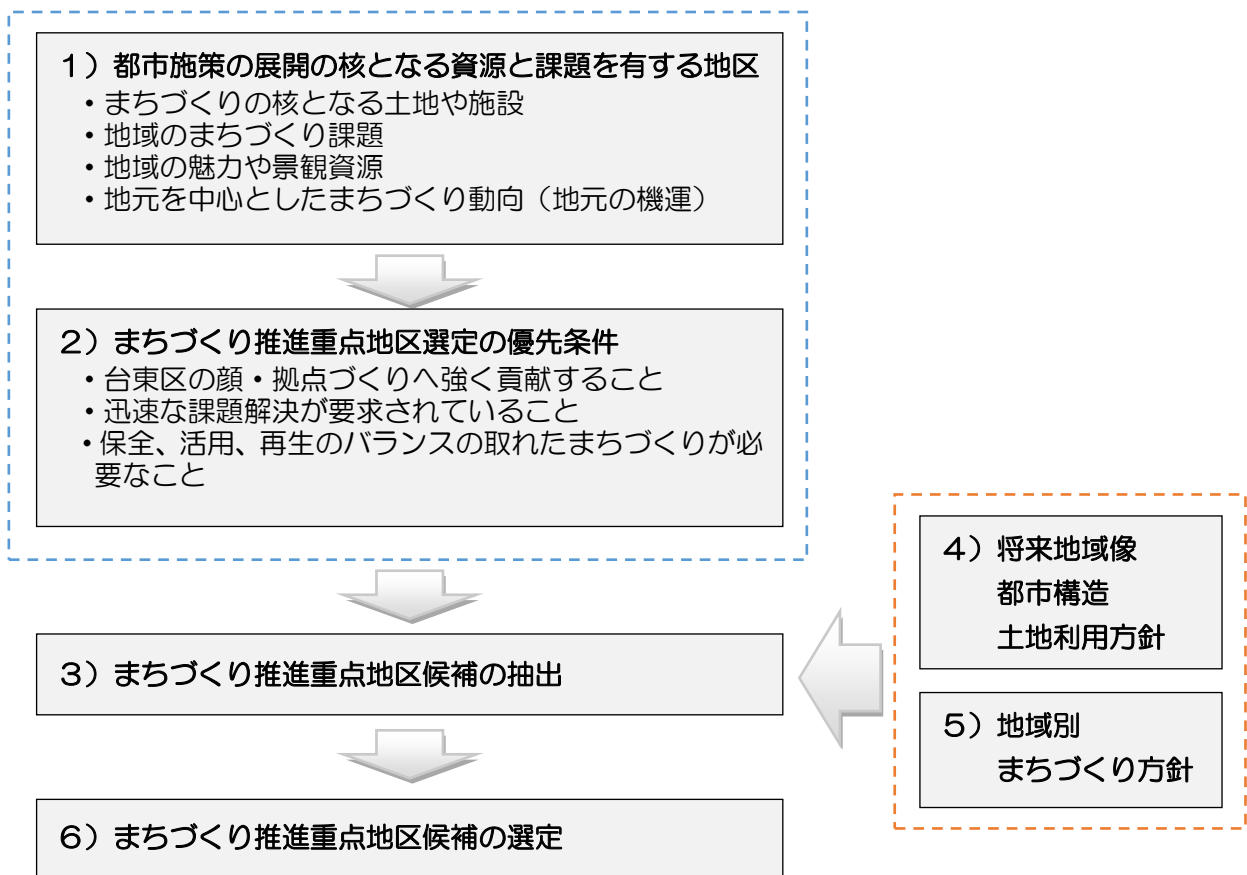 １）都市施策の展開の核となる資源と課題を有する地区
・まちづくりの核となる土地や施設
・地域のまちづくり課題
・地域の魅力や景観資源
・地元を中心としたまちづくり動向（地元の機運）
２）まちづくり推進重点地区選定の優先条件
・台東区の顔・拠点づくりへ強く貢献すること
・迅速な課題解決が要求されていること
・保全、活用、再生のバランスの取れたまちづくりが必
要なこと
３）まちづくり推進重点地区候補の抽出
４）将来地域像
都市構造
土地利用方針
５）地域別
まちづくり方針
６）まちづくり推進重点地区候補の選定